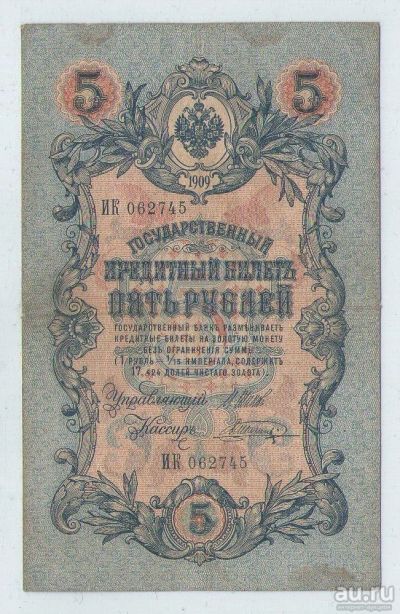 5 5
1909
ИК 062745
ГОСУДАРСТВЕННЫЙ
КРЕДИТНЫЙ БИЛЕТЪ
ПЯТЬ РУБЛЕЙ
ГОСУДАРСТВЕННЫЙ БАНКЪ РАЗМѢНИВАЕТЪ
КРЕДИТНЫЕ БИЛЕТЫ НА ЗОЛОТУЮ МОНЕТУ
БЕЗЪ ОГРАНИЧЕНІЯ СУММЫ
(1 РУБЛЬ = 1/15 ИМПЕРІАЛА, СОДЕРЖИТЪ
17,424 ДОЛЕЙ ЧИСТАГО ЗОЛОТА).
Управляющій
Кассиръ
ИК 062745
5
au.ru